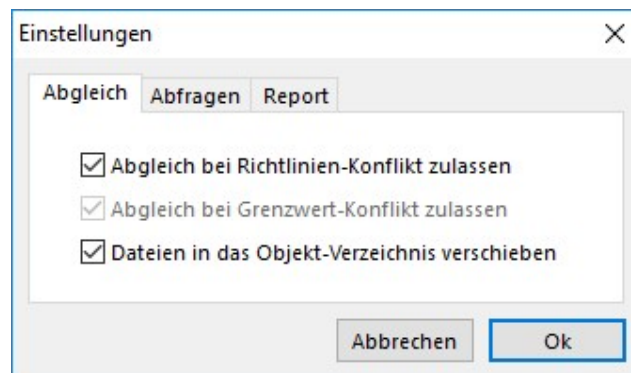 Einstellungen
Abgleich Abfragen Report
Abgleich bei Richtlinien-Konflikt zulassen
Abgleich bei Grenzwert-Konflikt zulassen
Dateien in das Objekt-Verzeichnis verschieben
Abbrechen Ok